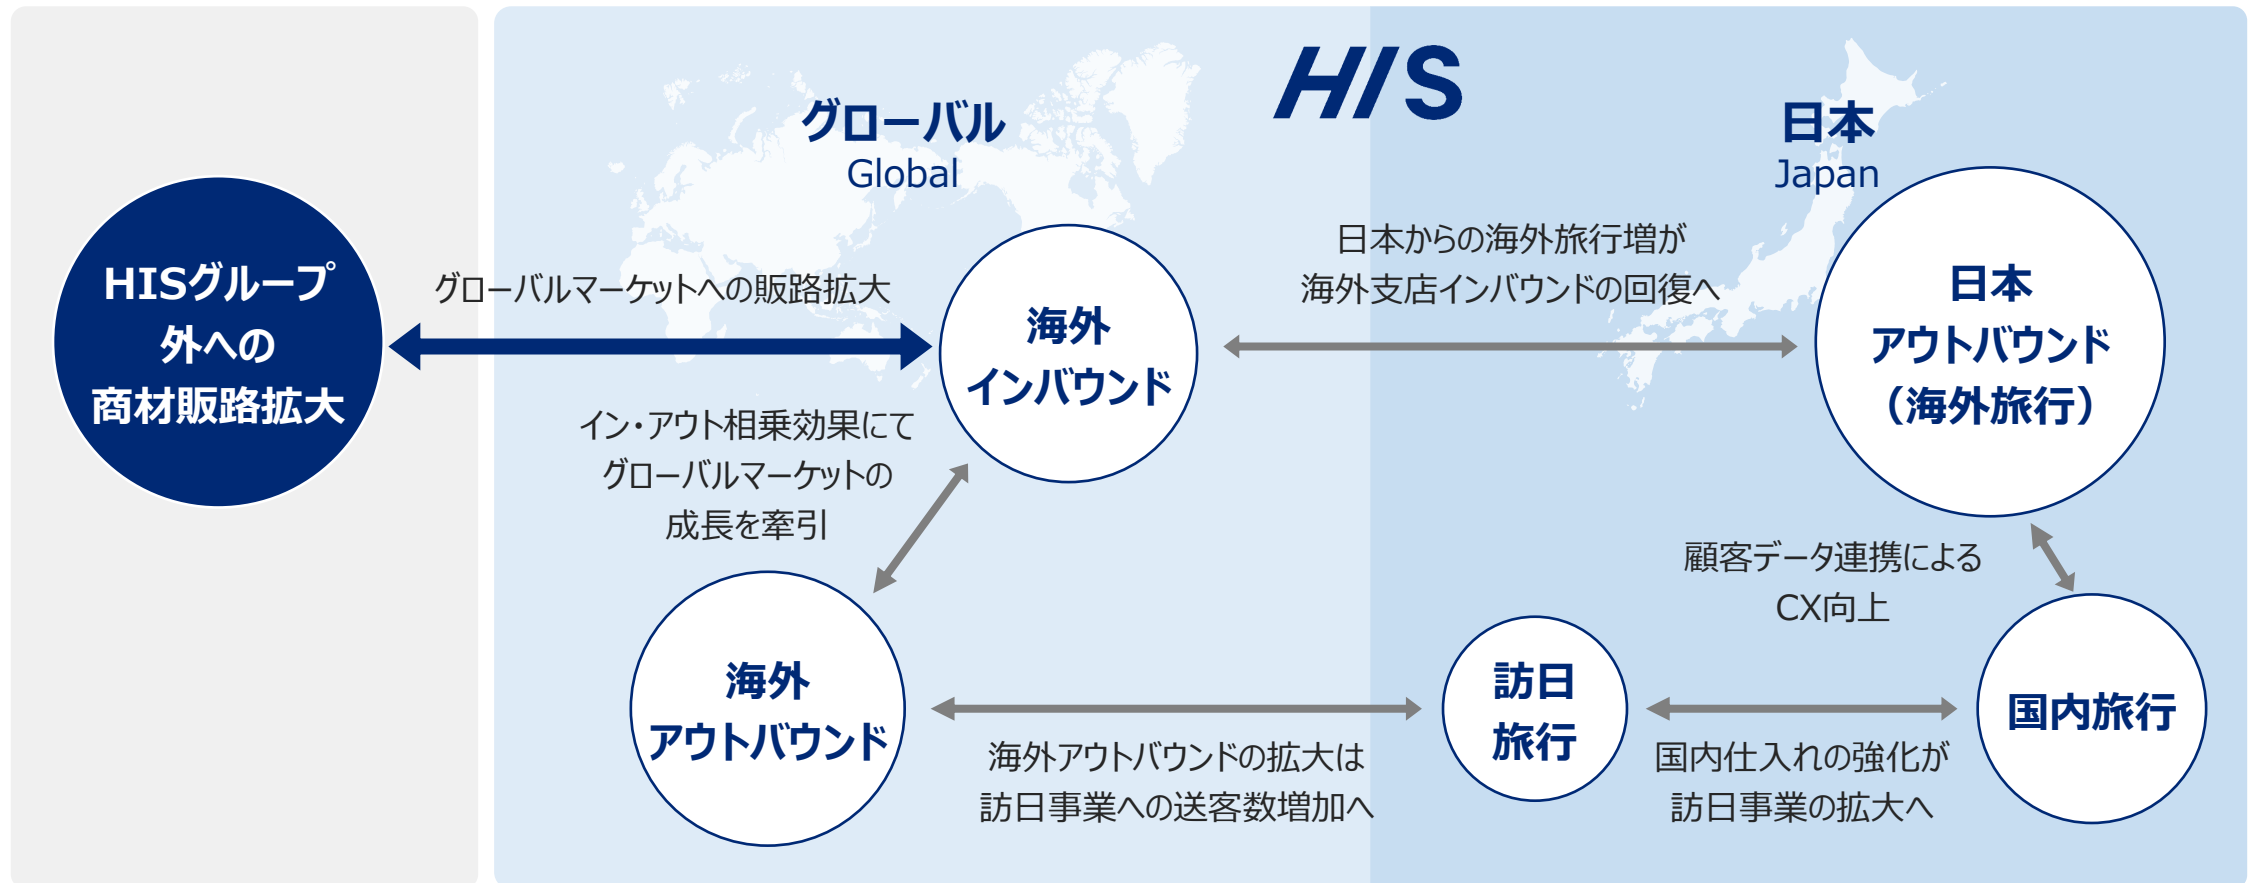 HIS
グローバル
Global
日本
Japan
HISグループ
外への
商材販路拡大
グローバルマーケットへの販路拡大
海外
インバウンド
日本からの海外旅行増が
海外支店インバウンドの回復へ
日本
アウトバウンド
（海外旅行）
イン・アウト相乗効果にて
グローバルマーケットの
成長を牽引
顧客データ連携による
CX向上
海外
アウトバウンド
海外アウトバウンドの拡大は
訪日事業への送客数増加へ
訪日
旅行
国内仕入れの強化が
訪日事業の拡大へ
国内旅行